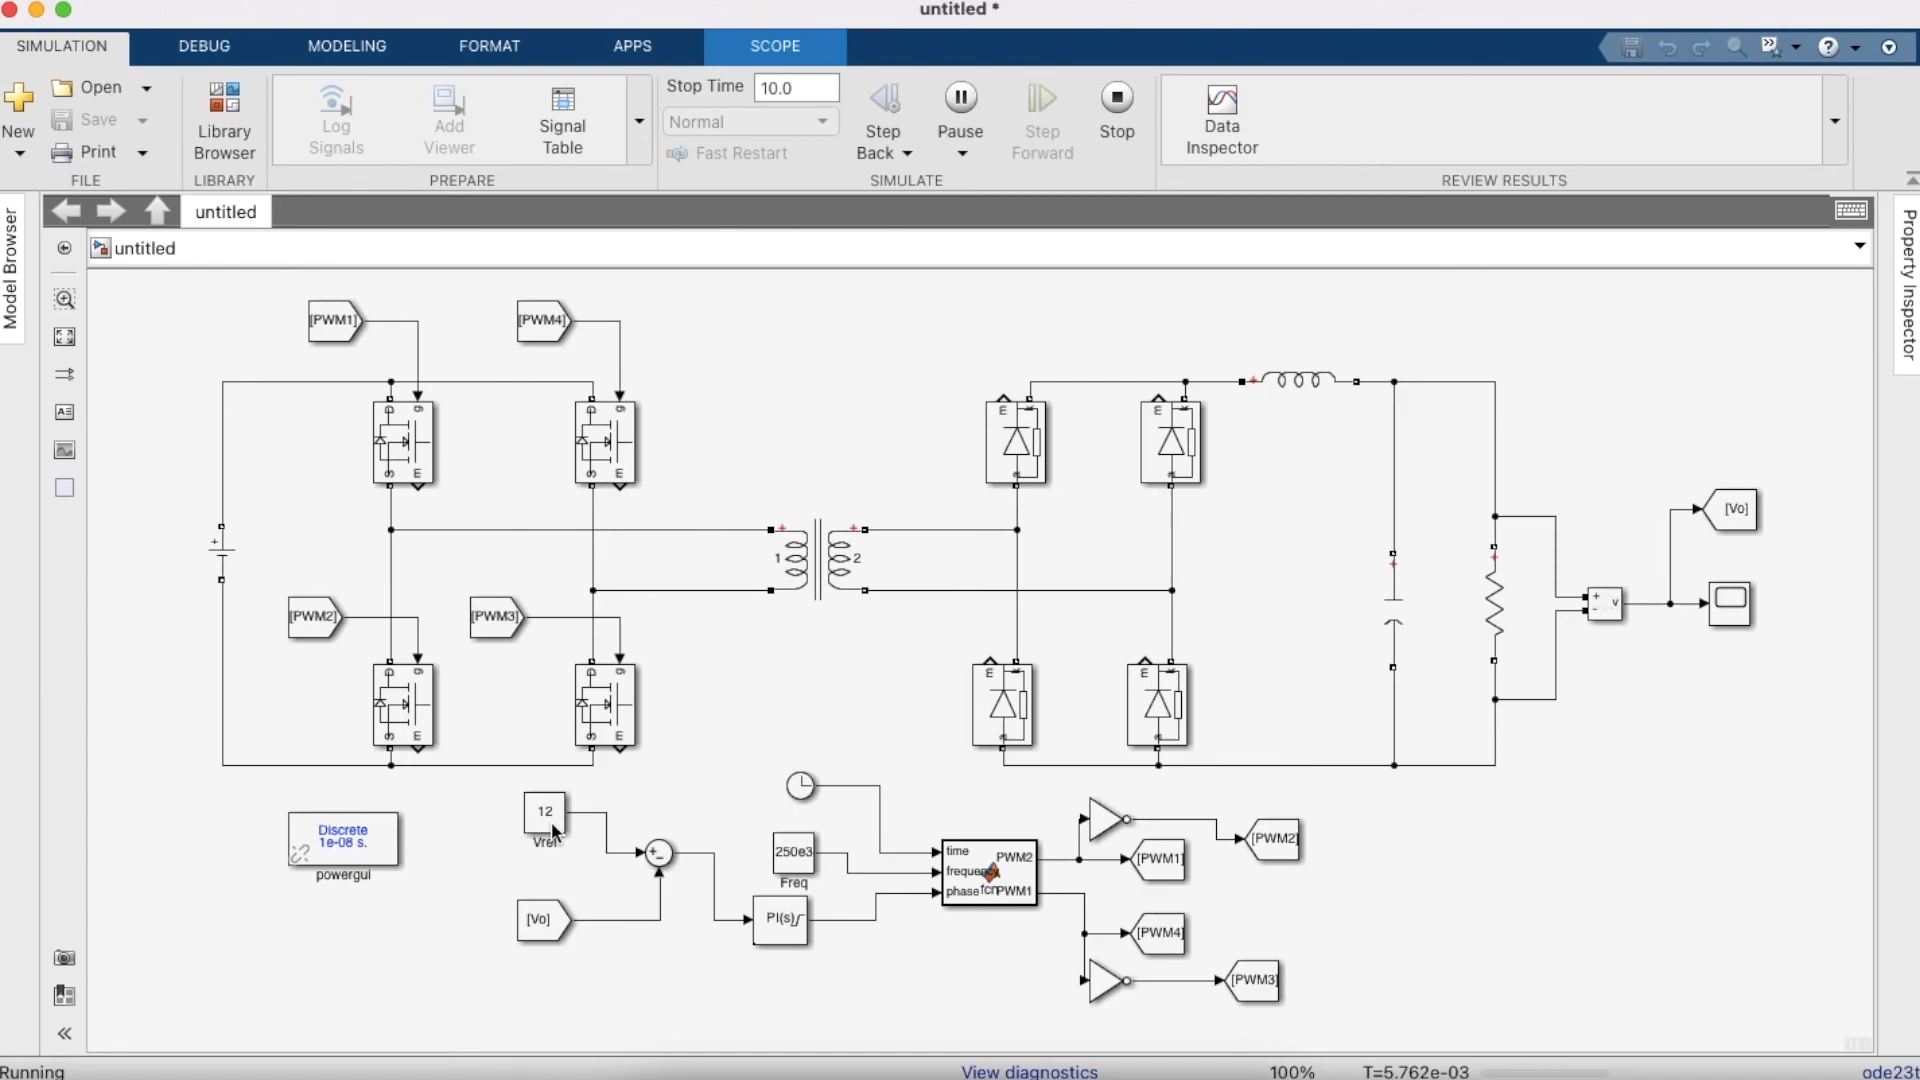 untitled *
SIMULATION DEBUG MODELING FORMAT APPS SCOPE
New
Open
Save
Print
FILE
Library
Browser
LIBRARY
Log
Signals
Add
Viewer
Signal
Table
PREPARE
Stop Time 10.0
Normal
Fast Restart
Step
Back
Pause
Step
Forward
Stop
SIMULATE
Data
Inspector
REVIEW RESULTS
Model Browser
untitled
untitled
Property Inspector
[PWM1]
[PWM4]
D g
S m
D g
S m
m k
a
m k
a
1 2
[Vo]
[PWM2]
[PWM3]
+ v
-
D g
S m
D g
S m
m k
a
m k
a
Discrete
1e-08 s.
powergui
12
[Vo]
250e3
Freq
PI(s)
time
frequency
phase
fcn
PWM2
PWM1
[PWM2]
[PWM1]
[PWM4]
[PWM3]
Running
View diagnostics
100%
T=5.762e-03
ode23t